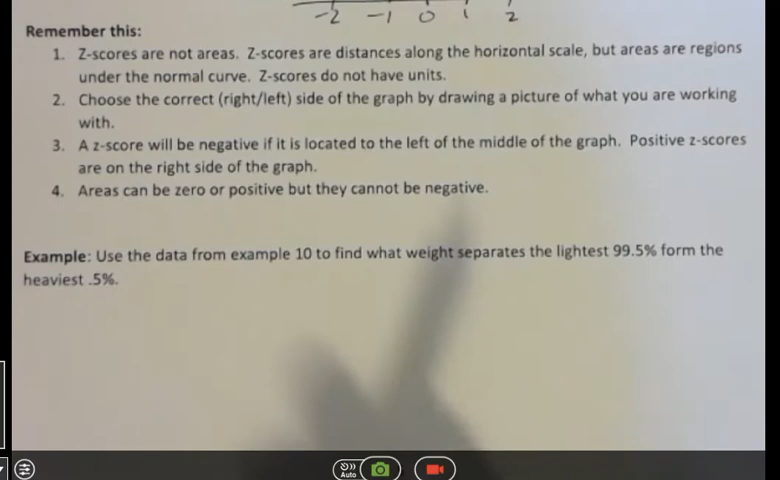 -2 -1 0 1 2
Remember this:
1. Z-scores are not areas. Z-scores are distances along the horizontal scale, but areas are regions
under the normal curve. Z-scores do not have units.
2. Choose the correct (right/left) side of the graph by drawing a picture of what you are working
with.
3. A z-score will be negative if it is located to the left of the middle of the graph. Positive z-scores
are on the right side of the graph.
4. Areas can be zero or positive but they cannot be negative.
Example: Use the data from example 10 to find what weight separates the lightest 99.5% form the
heaviest .5%.
Auto